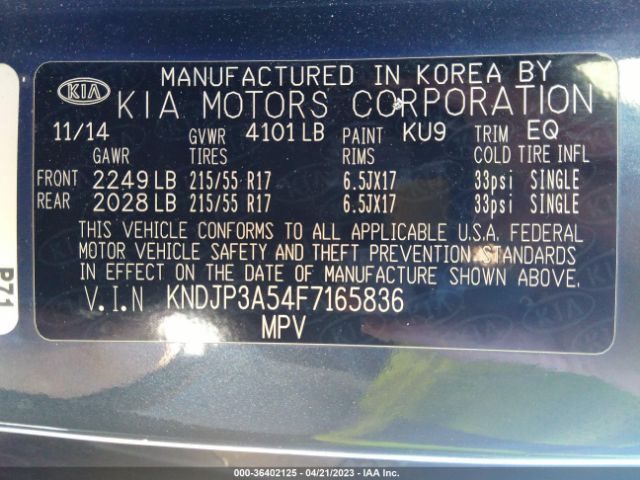 KIA
MANUFACTURED IN KOREA BY
KIA MOTORS CORPORATION
11/14 GVWR 4101 LB PAINT KU9 TRIM EQ
GAWR TIRES RIMS COLD TIRE INFL
FRONT 2249 LB 215/55 R17 6.5JX17 33psi SINGLE
REAR 2028 LB 215/55 R17 6.5JX17 33psi SINGLE
THIS VEHICLE CONFORMS TO ALL APPLICABLE U.S.A. FEDERAL
MOTOR VEHICLE SAFETY AND THEFT PREVENTION STANDARDS
IN EFFECT ON THE DATE OF MANUFACTURE SHOWN ABOVE.
V.I.N KNDJP3A54F7165836
MPV
P71
000-36402125 - 04/21/2023 - IAA Inc.